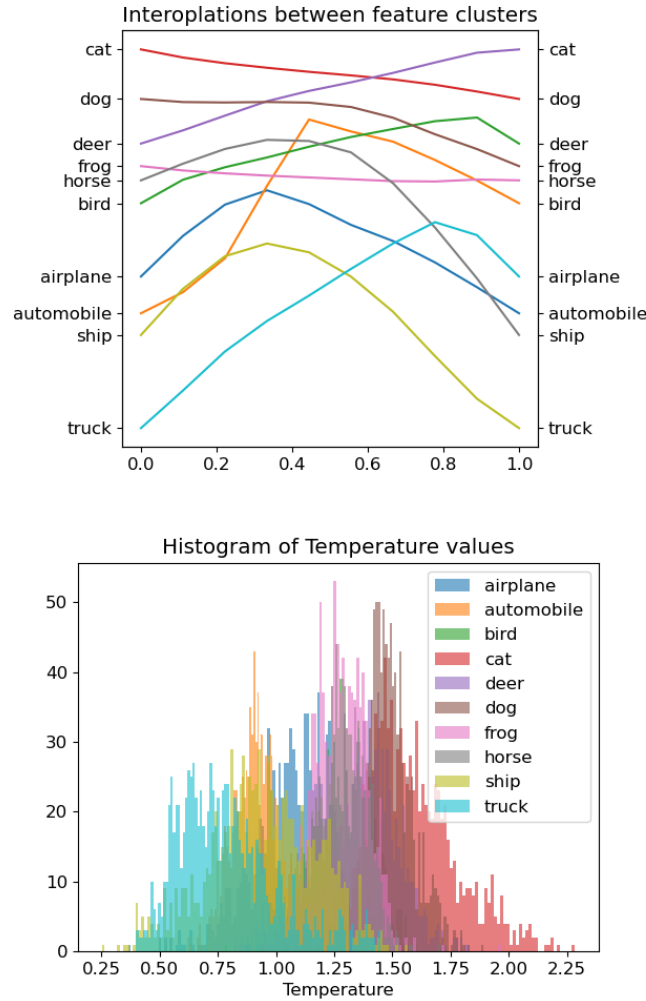 Interoplations between feature clusters
cat
dog
deer
frog
horse
bird
airplane
automobile
ship
truck
cat
dog
deer
frog
horse
bird
airplane
automobile
ship
truck
0.0 0.2 0.4 0.6 0.8 1.0
Histogram of Temperature values
50
40
30
20
10
0
airplane
automobile
bird
cat
deer
dog
frog
horse
ship
truck
0.25 0.50 0.75 1.00 1.25 1.50 1.75 2.00 2.25
Temperature